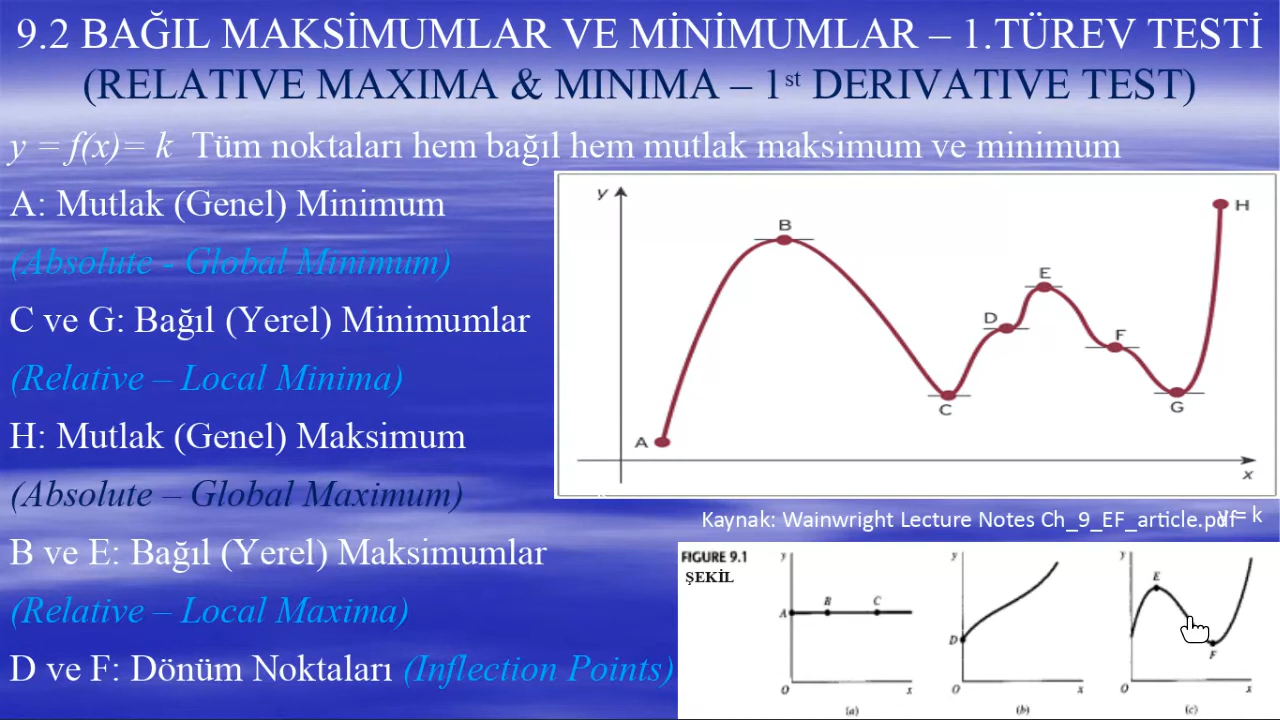 9.2 BAĞIL MAKSİMUMLAR VE MİNİMUMLAR – 1.TÜREV TESTİ
(RELATIVE MAXIMA & MINIMA – 1st DERIVATIVE TEST)
y = f(x)= k Tüm noktaları hem bağıl hem mutlak maksimum ve minimum
A: Mutlak (Genel) Minimum
(Absolute - Global Minimum)
C ve G: Bağıl (Yerel) Minimumlar
(Relative – Local Minima)
H: Mutlak (Genel) Maksimum
(Absolute – Global Maximum)
B ve E: Bağıl (Yerel) Maksimumlar
(Relative – Local Maxima)
D ve F: Dönüm Noktaları (Inflection Points)
y
H
B
E
D
F
C
G
A
x
Kaynak: Wainwright Lecture Notes Ch_9_EF_article.pdf
y = k
FIGURE 9.1
ŞEKİL
y
A B C
O x
(a)
y
D
O x
(b)
y
E
F
O x
(c)